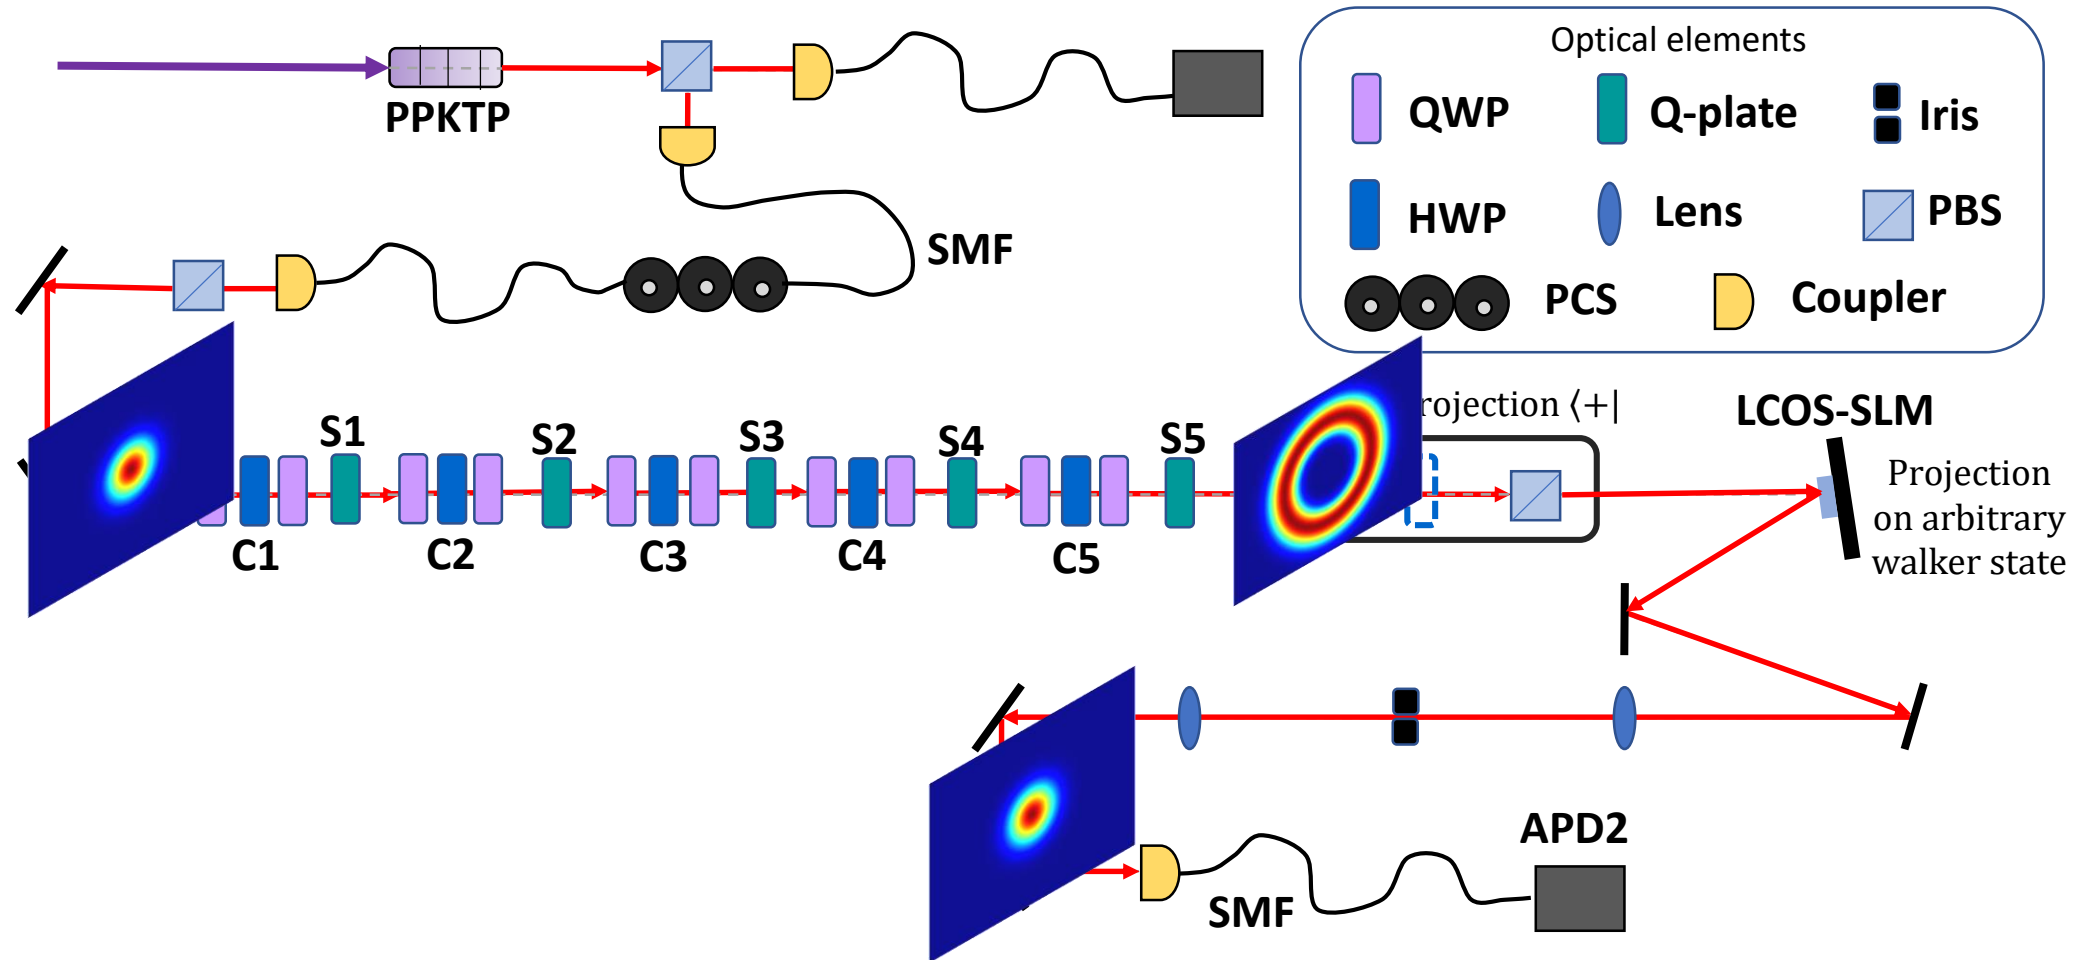 Optical elements
PPKTP
QWP
Q-plate
Iris
HWP
Lens
PBS
SMF
PCS
Coupler
rojection ⟨+|
LCOS-SLM
S1
S2
S3
S4
S5
Projection
on arbitrary
walker state
C1
C2
C3
C4
C5
APD2
SMF